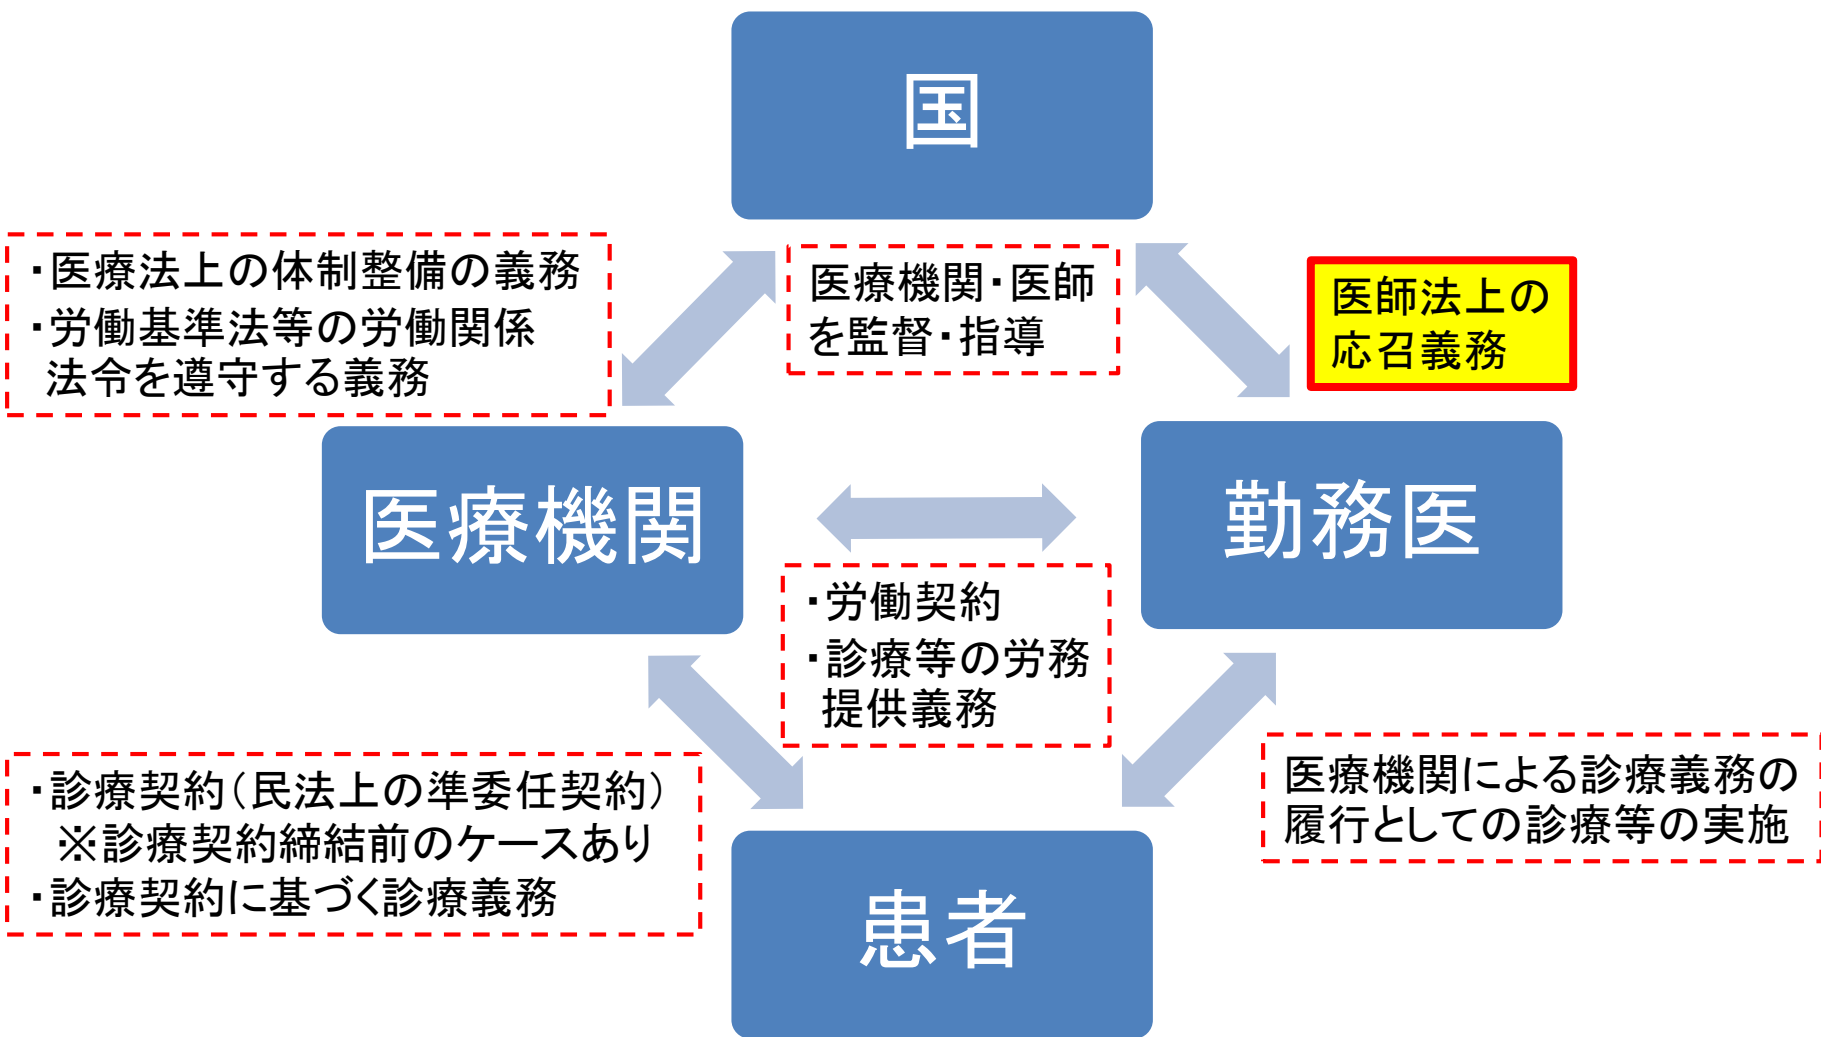 国
・医療法上の体制整備の義務
・労働基準法等の労働関係
法令を遵守する義務
医療機関・医師
を監督・指導
医師法上の
応召義務
医療機関
勤務医
・労働契約
・診療等の労務
提供義務
・診療契約（民法上の準委任契約）
※診療契約締結前のケースあり
・診療契約に基づく診療義務
医療機関による診療義務の
履行としての診療等の実施
患者